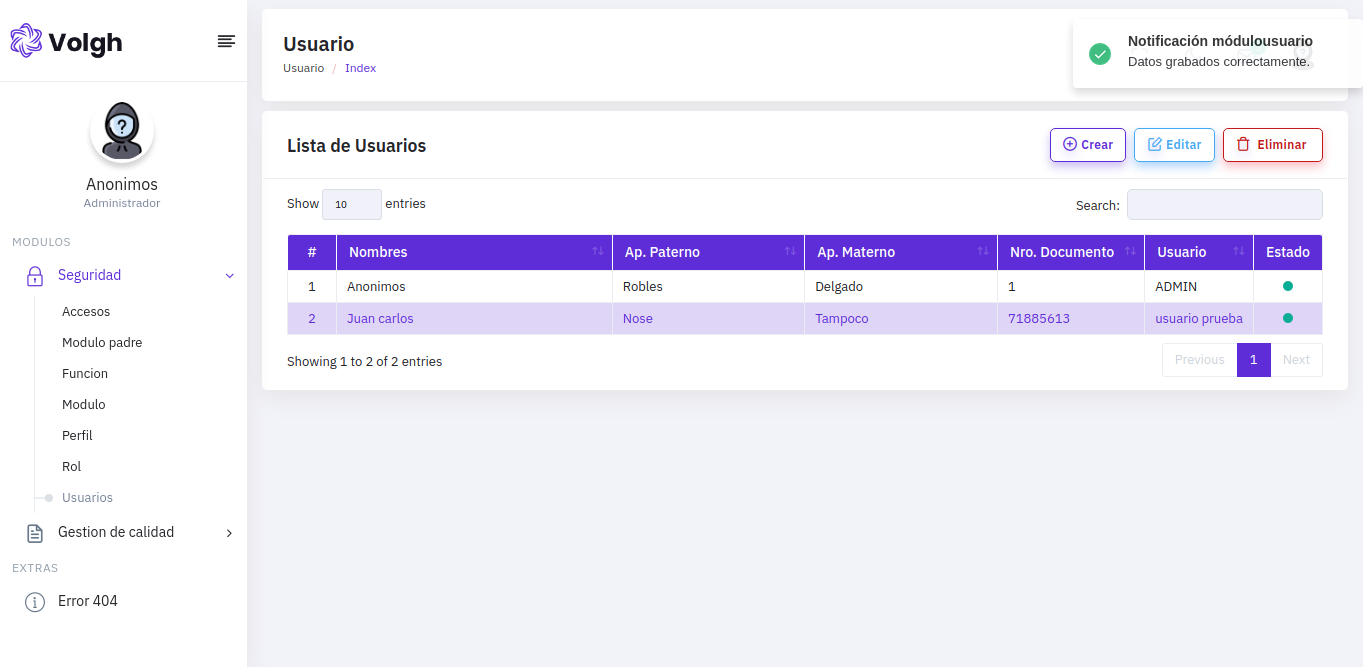 Volgh
Anonimos
Administrador
MODULOS
Seguridad
Accesos
Modulo padre
Funcion
Modulo
Perfil
Rol
Usuarios
Gestion de calidad
EXTRAS
Error 404
Usuario
Usuario / Index
Notificación módulousuario
Datos grabados correctamente.
Lista de Usuarios
Crear Editar Eliminar
Show 10 entries Search:
# Nombres Ap. Paterno Ap. Materno Nro. Documento Usuario Estado
1 Anonimos Robles Delgado 1 ADMIN
2 Juan carlos Nose Tampoco 71885613 usuario prueba
Showing 1 to 2 of 2 entries Previous 1 Next